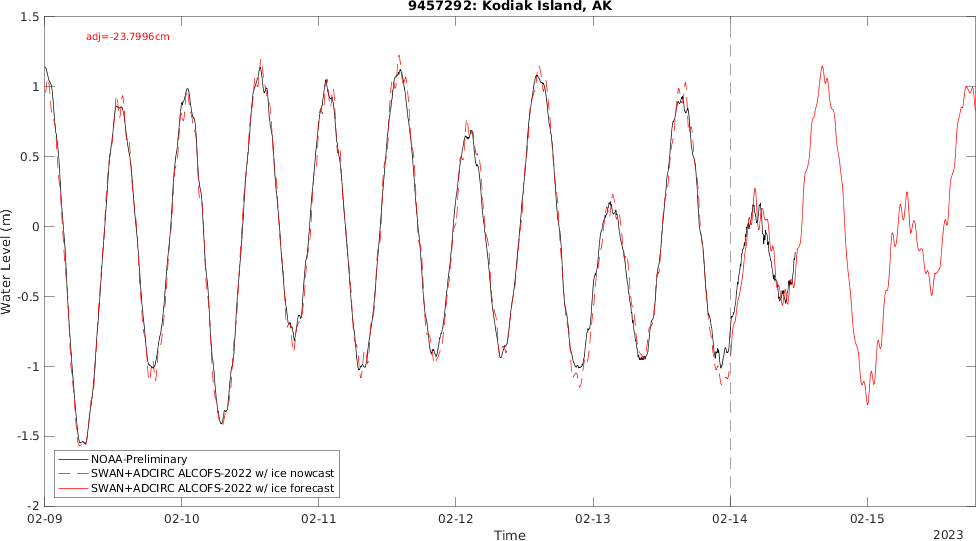 9457292: Kodiak Island, AK
adj=-23.7996cm
1.5
1
0.5
0
-0.5
-1
-1.5
-2
Water Level (m)
NOAA-Preliminary
SWAN+ADCIRC ALCOFS-2022 w/ ice nowcast
SWAN+ADCIRC ALCOFS-2022 w/ ice forecast
02-09 02-10 02-11 02-12 02-13 02-14 02-15
Time
2023